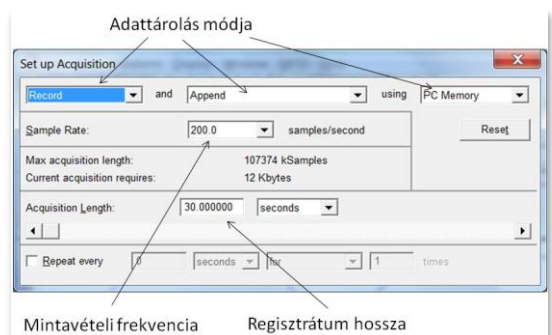 Adattárolás módja
Set up Acquisition
Record and Append using PC Memory
Sample Rate: 200.0 samples/second Reset
Max acquisition length: 107374 kSamples
Current acquisition requires: 12 Kbytes
Acquisition Length: 30.000000 seconds
Repeat every 0 seconds for 1 times
Mintavételi frekvencia Regisztrátum hossza